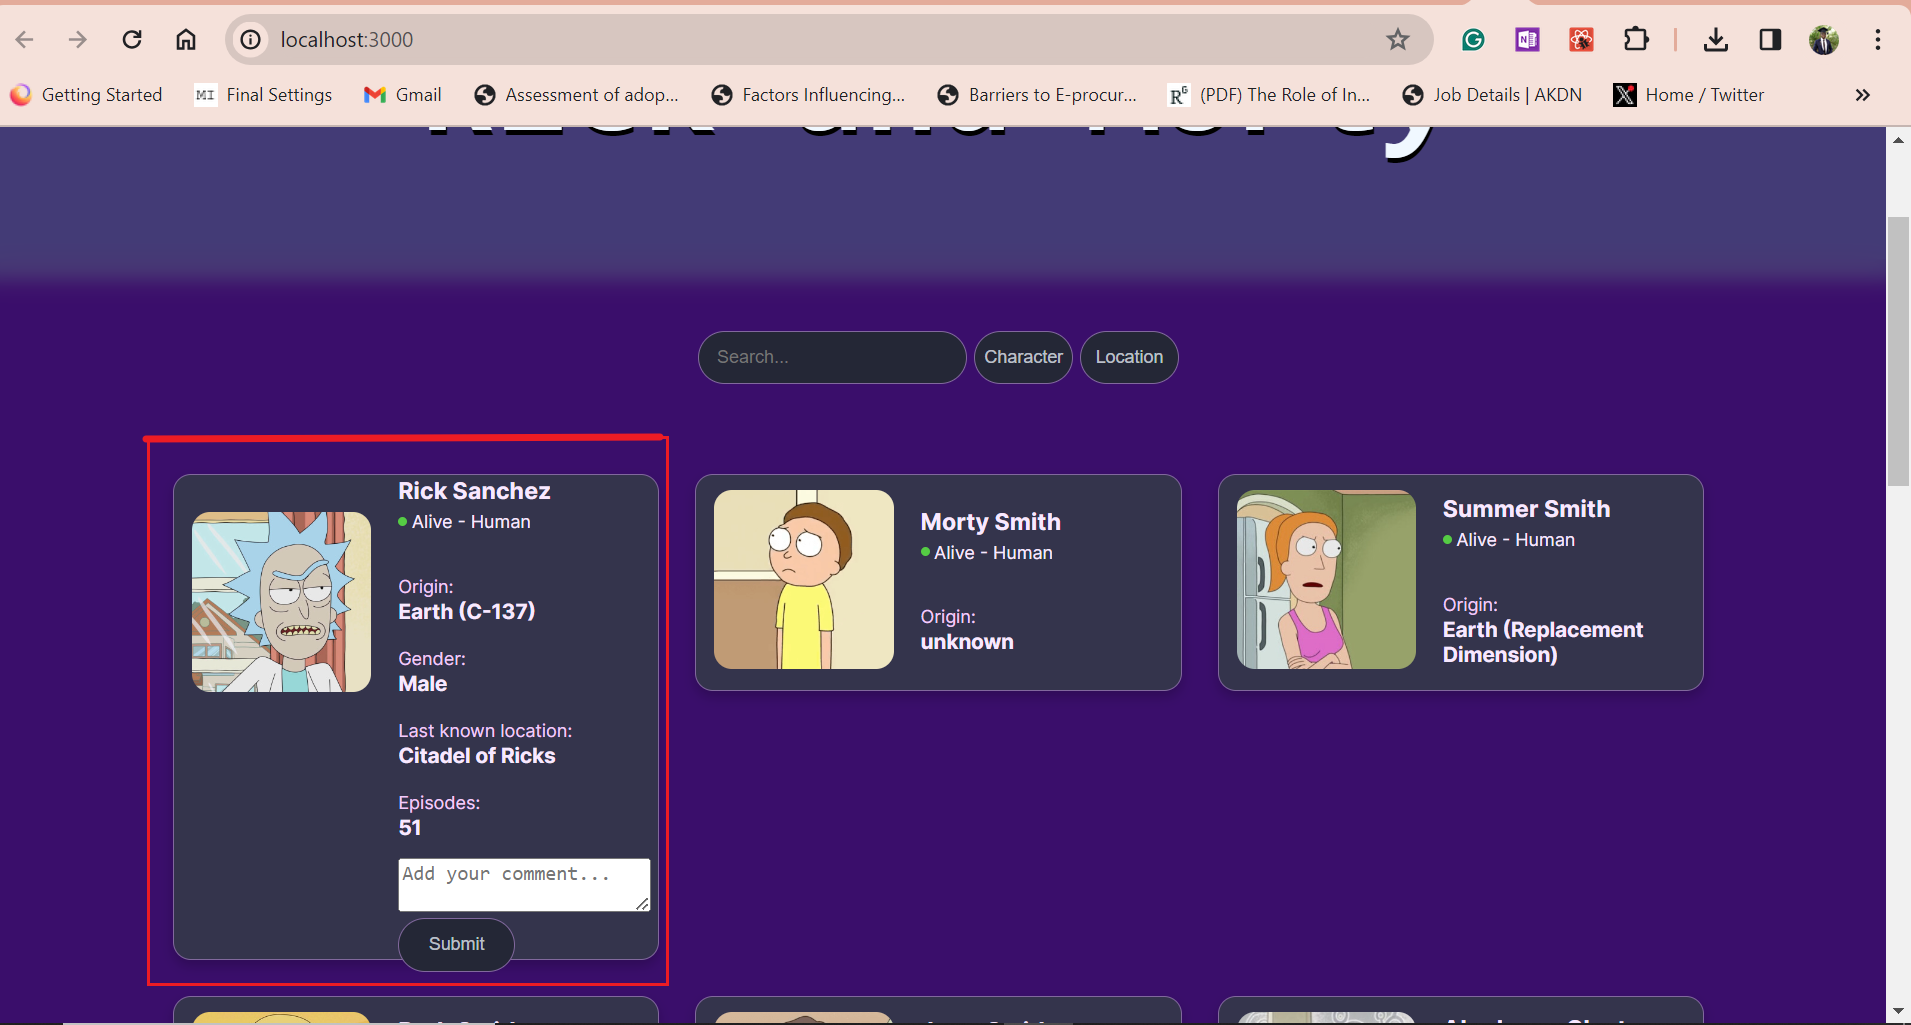 localhost:3000
Getting Started
MI Final Settings
Gmail
Assessment of adop...
Factors Influencing...
Barriers to E-procur...
RG (PDF) The Role of In...
Job Details | AKDN
Home / Twitter
Search...
Character
Location
Rick Sanchez
Alive - Human
Origin:
Earth (C-137)
Gender:
Male
Last known location:
Citadel of Ricks
Episodes:
51
Add your comment...
Submit
Morty Smith
Alive - Human
Origin:
unknown
Summer Smith
Alive - Human
Origin:
Earth (Replacement
Dimension)